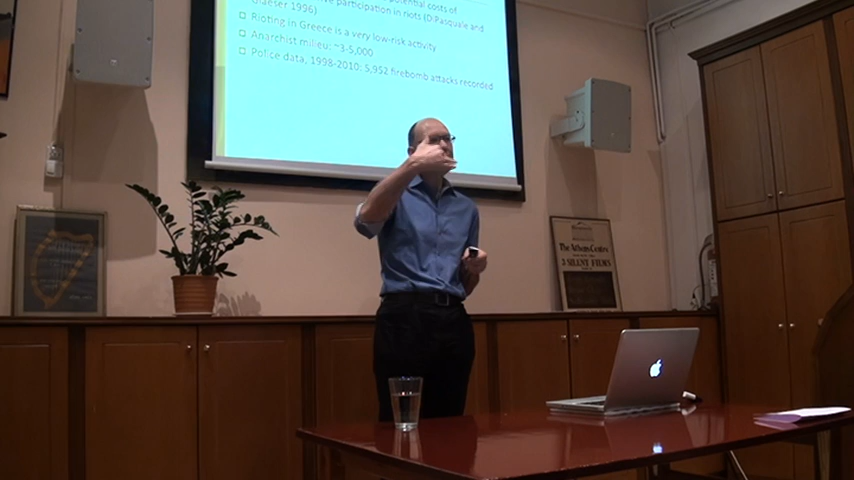 potential costs of
participation in riots (DiPasquale and
Glaeser 1996)
Rioting in Greece is a very low-risk activity
Anarchist milieu: ~3-5,000
Police data, 1998-2010: 5,952 firebomb attacks recorded
The Athens Centre
3 SILENT FILMS